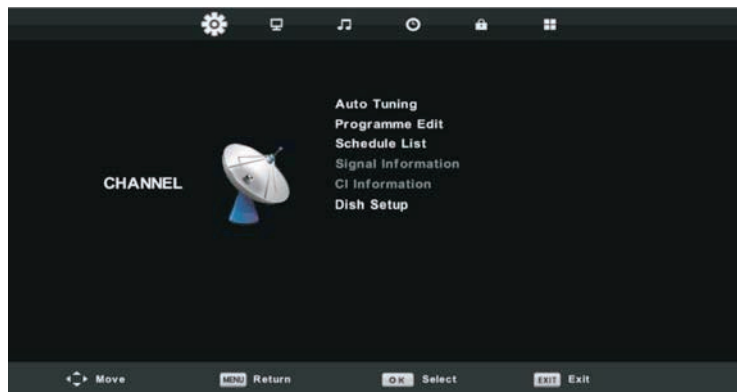 Auto Tuning
Programme Edit
Schedule List
Signal Information
CHANNEL
CI Information
Dish Setup
Move MENU Return OK Select EXIT Exit